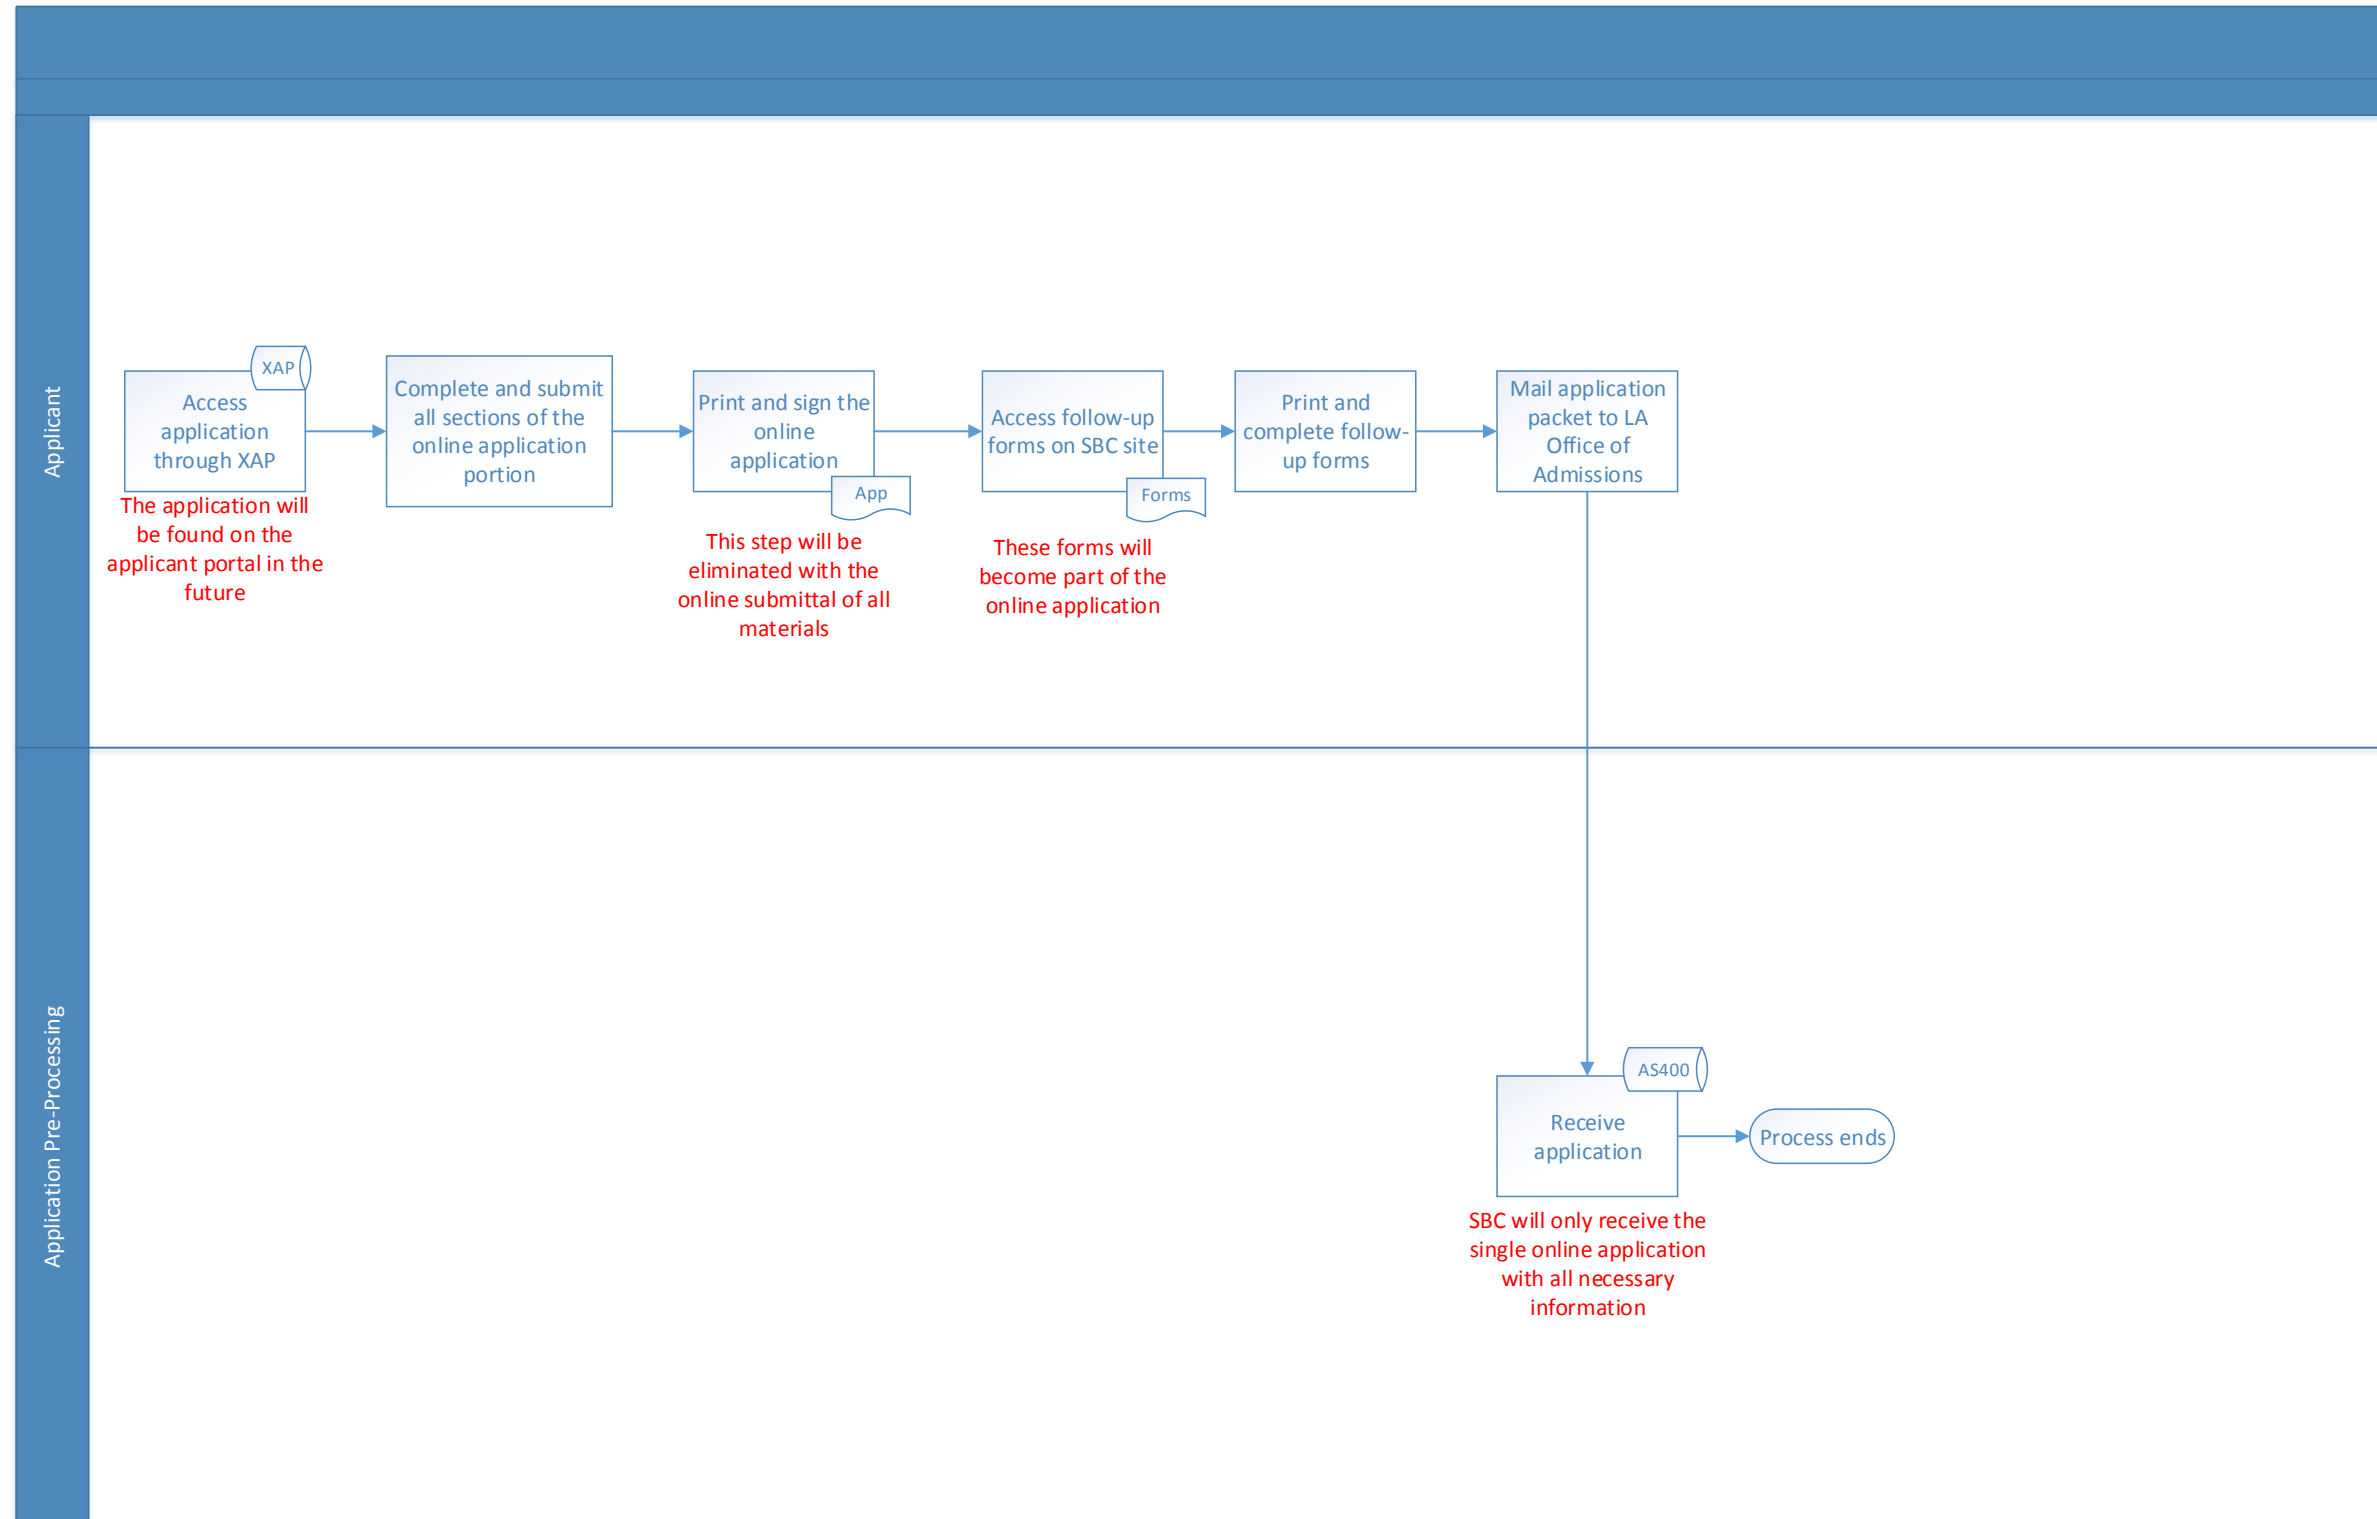 Applicant
XAP
Access
application
through XAP
The application will
be found on the
applicant portal in the
future
Complete and submit
all sections of the
online application
portion
Print and sign the
online
application
App
This step will be
eliminated with the
online submittal of all
materials
Access follow-up
forms on SBC site
Forms
These forms will
become part of the
online application
Print and
complete follow-
up forms
Mail application
packet to LA
Office of
Admissions
Application Pre-Processing
AS400
Receive
application
SBC will only receive the
single online application
with all necessary
information
Process ends